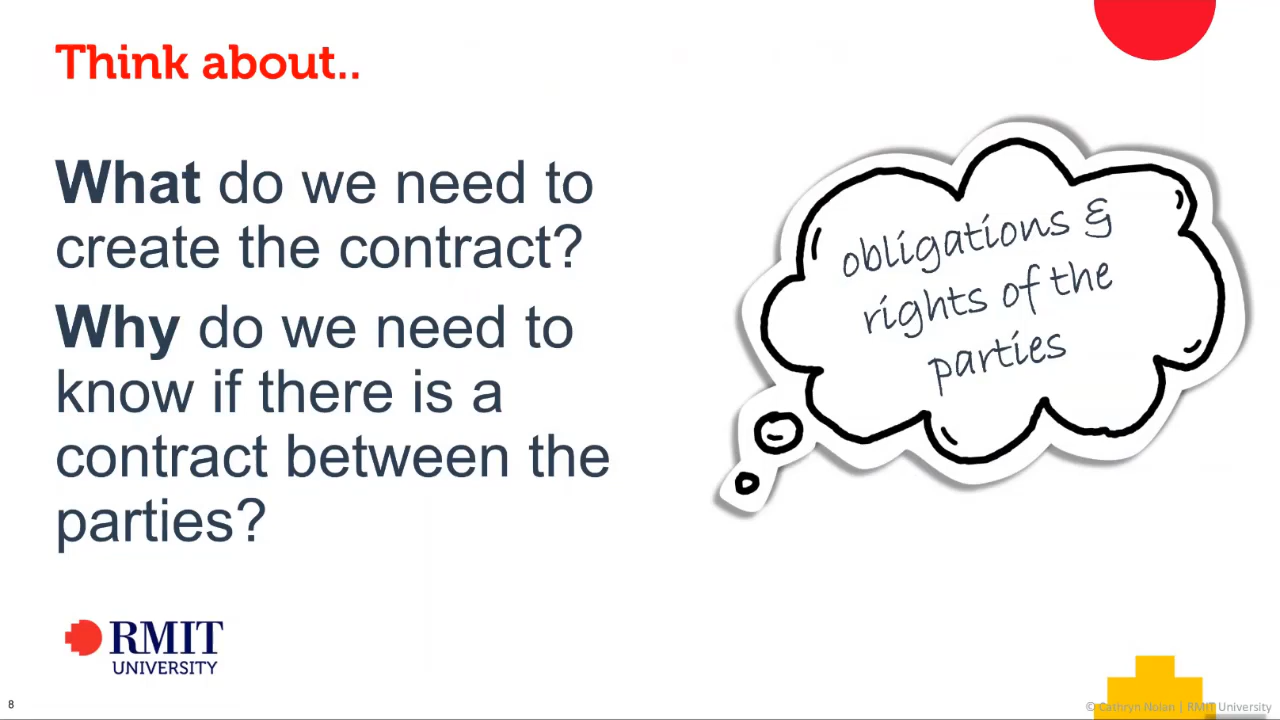 Think about..
What do we need to
create the contract?
Why do we need to
know if there is a
contract between the
parties?
obligations &
rights of the
parties
RMIT
UNIVERSITY
8
© Cathryn Nolan | RMIT University